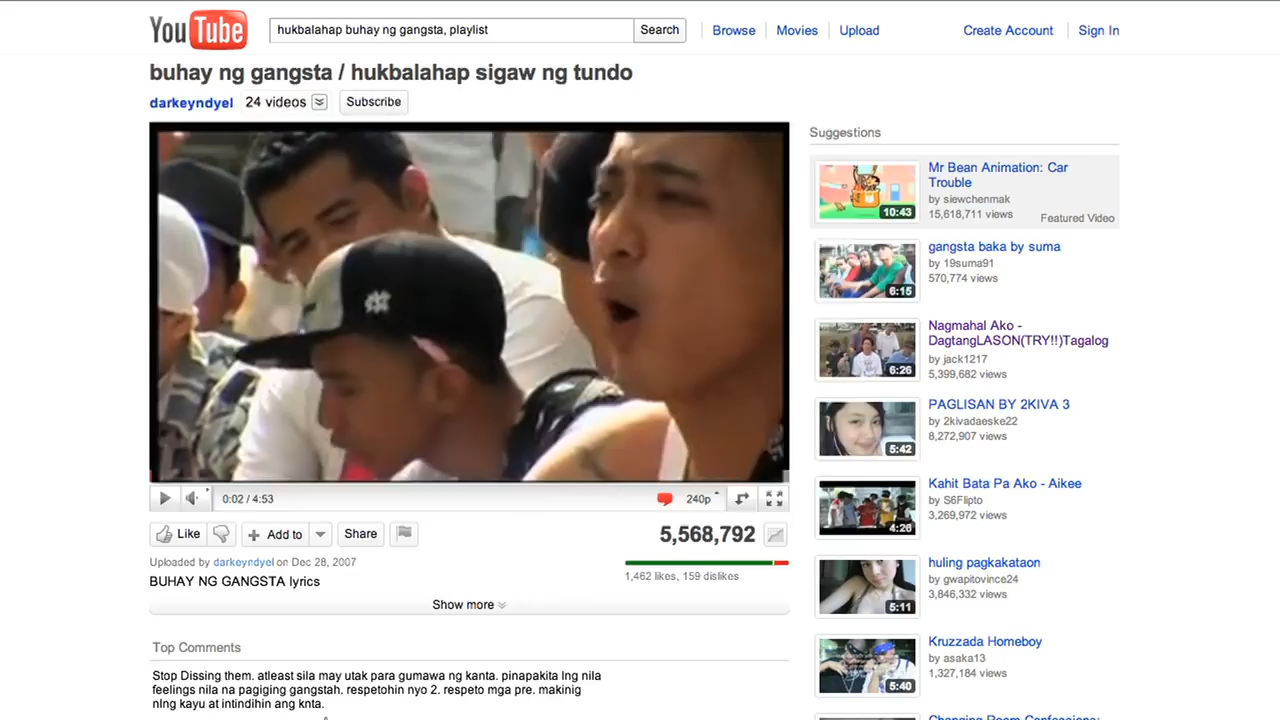 YouTube
hukbalahap buhay ng gangsta, playlist
Search
Browse
Movies
Upload
Create Account
Sign In
buhay ng gangsta / hukbalahap sigaw ng tundo
darkeyndyel
24 videos
Subscribe
0:02 / 4:53
240p
Like
Add to
Share
5,568,792
Uploaded by darkeyndyel on Dec 28, 2007
1,462 likes, 159 dislikes
BUHAY NG GANGSTA lyrics
Show more
Top Comments
Stop Dissing them. atleast sila may utak para gumawa ng kanta. pinapakita lng nila
feelings nila na pagiging gangstah. respetohin nyo 2. respeto mga pre. makinig
nlng kayu at intindihin ang knta.
Suggestions
10:43
Mr Bean Animation: Car
Trouble
by siewchenmak
15,618,711 views
Featured Video
6:15
gangsta baka by suma
by 19suma91
570,774 views
6:26
Nagmahal Ako -
DagtangLASON(TRY!!)Tagalog
by jack1217
5,399,682 views
5:42
PAGLISAN BY 2KIVA 3
by 2kivadaeske22
8,272,907 views
4:26
Kahit Bata Pa Ako - Aikee
by S6Flipto
3,269,972 views
5:11
huling pagkakataon
by gwapitovince24
3,846,332 views
5:40
Kruzzada Homeboy
by asaka13
1,327,184 views
Changing Room Confessions: